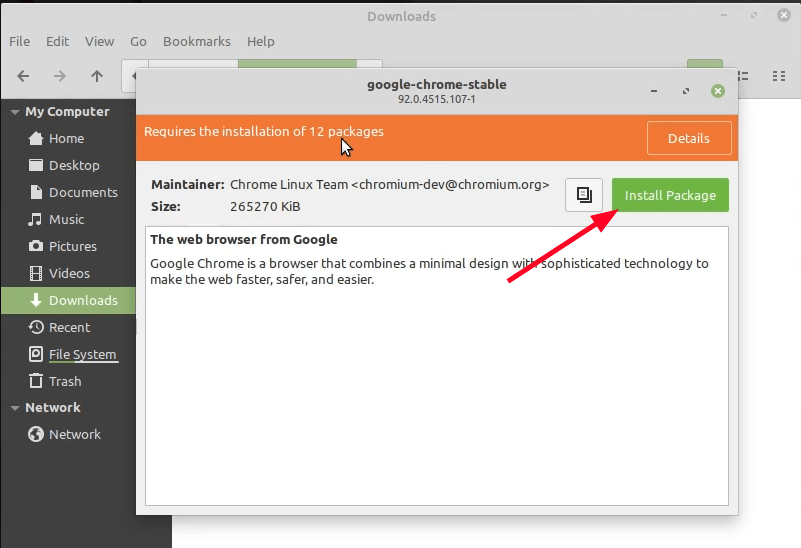 Downloads
File Edit View Go Bookmarks Help
google-chrome-stable
92.0.4515.107-1
Requires the installation of 12 packages
Details
Maintainer: Chrome Linux Team <chromium-dev@chromium.org>
Size: 265270 KiB
Install Package
The web browser from Google
Google Chrome is a browser that combines a minimal design with sophisticated technology to
make the web faster, safer, and easier.
My Computer
Home
Desktop
Documents
Music
Pictures
Videos
Downloads
Recent
File System
Trash
Network
Network